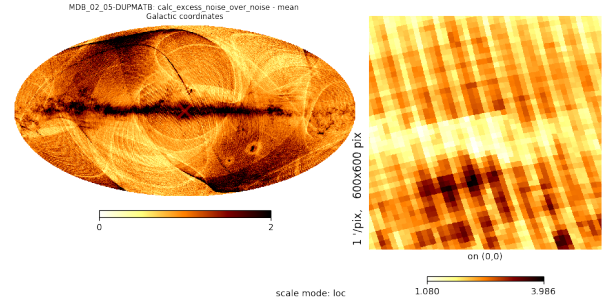 MDB_02_05-DUPMATB: calc_excess_noise_over_noise - mean
Galactic coordinates
0
2
1 '/pix,   600x600 pix
on (0,0)
1.080
3.986
scale mode: loc